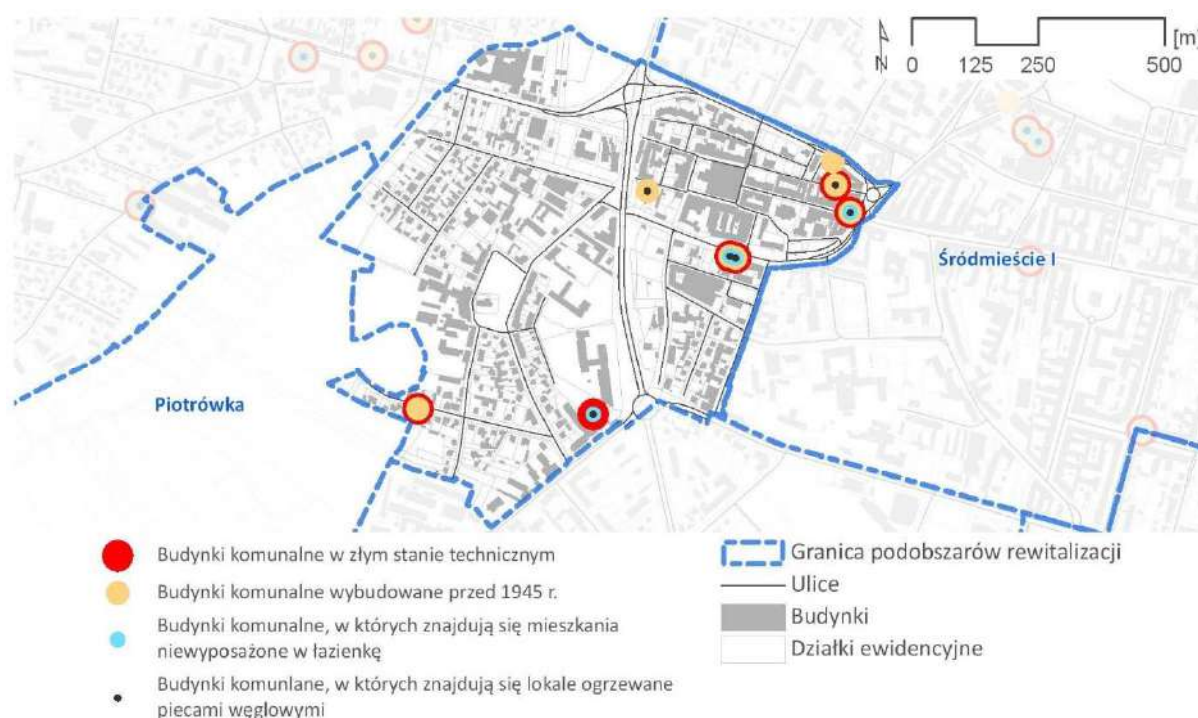 [m]
N 0 125 250 500
Śródmieście I
Piotrówka
Budynki komunalne w złym stanie technicznym
Budynki komunalne wybudowane przed 1945 r.
Budynki komunalne, w których znajdują się mieszkania
niewyposażone w łazienkę
Budynki komunlane, w których znajdują się lokale ogrzewane
piecami węglowymi
Granica podobszarów rewitalizacji
Ulice
Budynki
Działki ewidencyjne